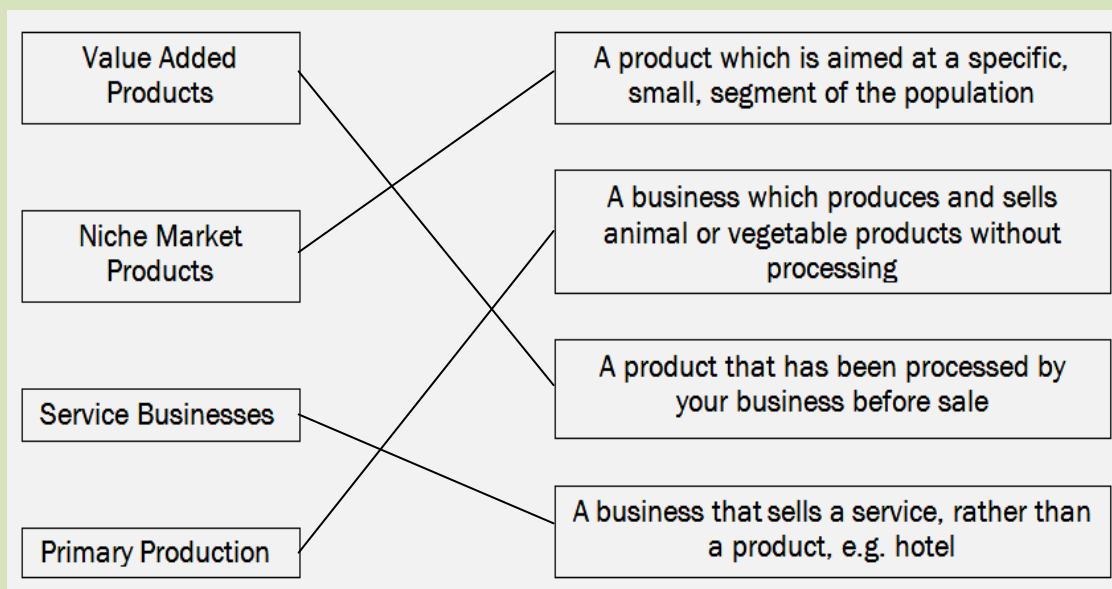 Value Added
Products
A product which is aimed at a specific,
small, segment of the population
Niche Market
Products
A business which produces and sells
animal or vegetable products without
processing
Service Businesses
A product that has been processed by
your business before sale
Primary Production
A business that sells a service, rather than
a product, e.g. hotel